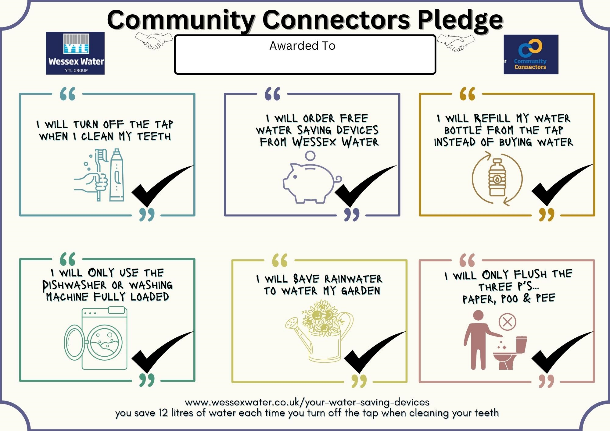 Community Connectors Pledge
Awarded To
Wessex Water
YTL GROUP
Community
Connectors
I WILL TURN OFF THE TAP
WHEN I CLEAN MY TEETH
I WILL ORDER FREE
WATER SAVING DEVICES
FROM WESSEX WATER
I WILL REFILL MY WATER
BOTTLE FROM THE TAP
INSTEAD OF BUYING WATER
I WILL ONLY USE THE
DISHWASHER OR WASHING
MACHINE FULLY LOADED
I WILL SAVE RAINWATER
TO WATER MY GARDEN
I WILL ONLY FLUSH THE
THREE P'S...
PAPER, POO & PEE
www.wessexwater.co.uk/your-water-saving-devices
you save 12 litres of water each time you turn off the tap when cleaning your teeth